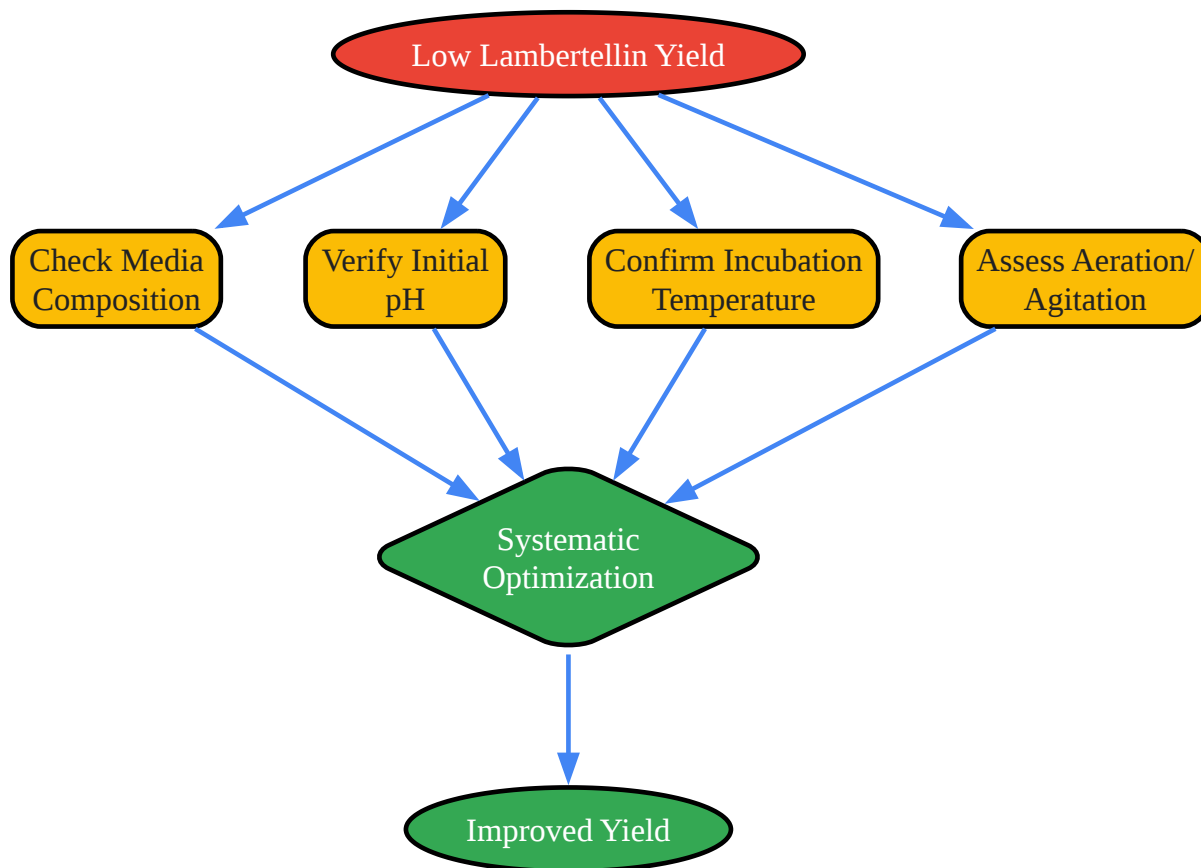 Low Lambertellin Yield
Check Media
Composition
Verify Initial
pH
Confirm Incubation
Temperature
Assess Aeration/
Agitation
Systematic
Optimization
Improved Yield